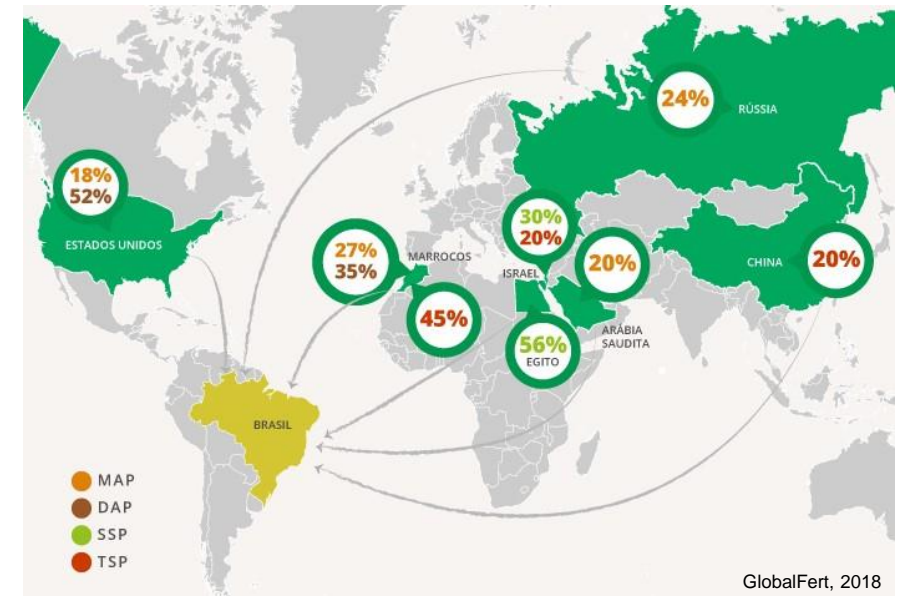 24%
RÚSSIA
18%
52%
ESTADOS UNIDOS
27%
35%
MARROCOS
45%
30%
20%
ISRAEL
20%
ARÁBIA
SAUDITA
56%
EGITO
CHINA
20%
BRASIL
MAP
DAP
SSP
TSP
GlobalFert, 2018